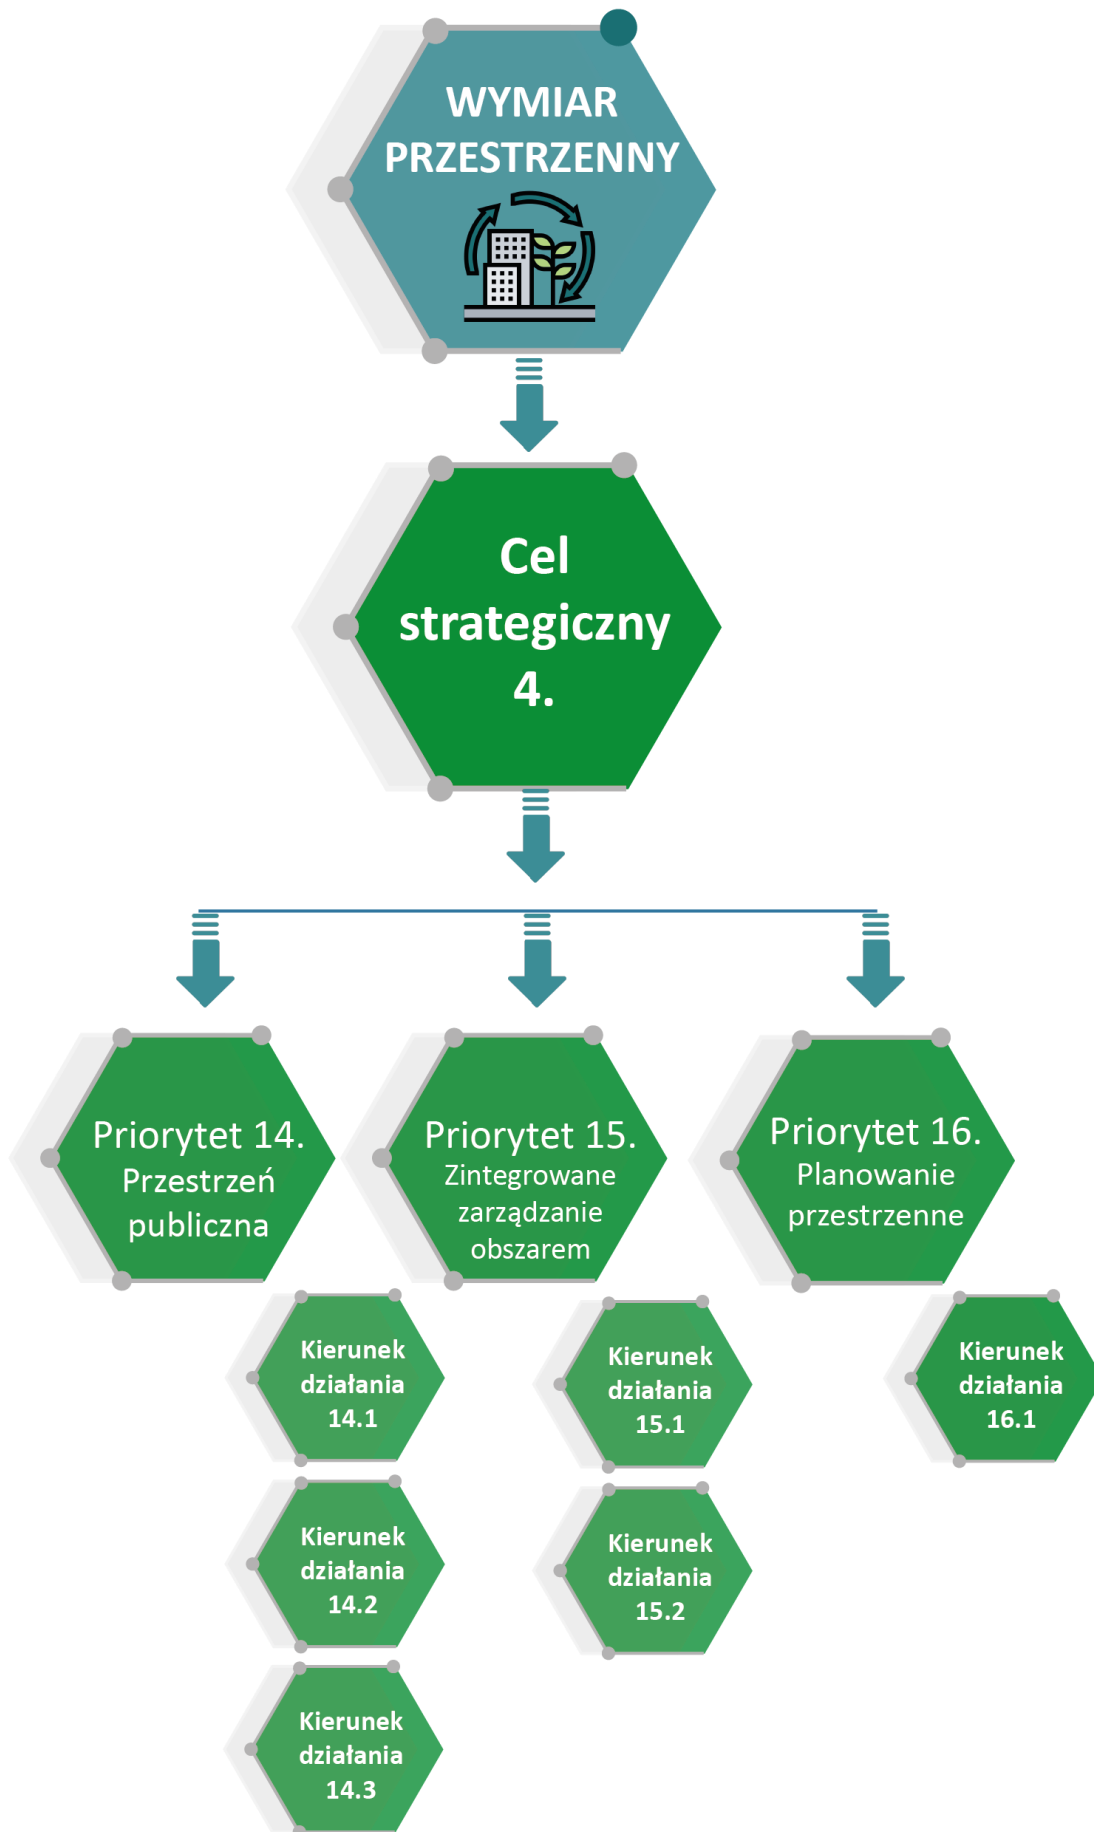 WYMIAR
PRZESTRZENNY
Cel
strategiczny
4.
Priorytet 14.
Przestrzeń
publiczna
Priorytet 15.
Zintegrowane
zarządzanie
obszarem
Priorytet 16.
Planowanie
przestrzenne
Kierunek
działania
14.1
Kierunek
działania
14.2
Kierunek
działania
14.3
Kierunek
działania
15.1
Kierunek
działania
15.2
Kierunek
działania
16.1